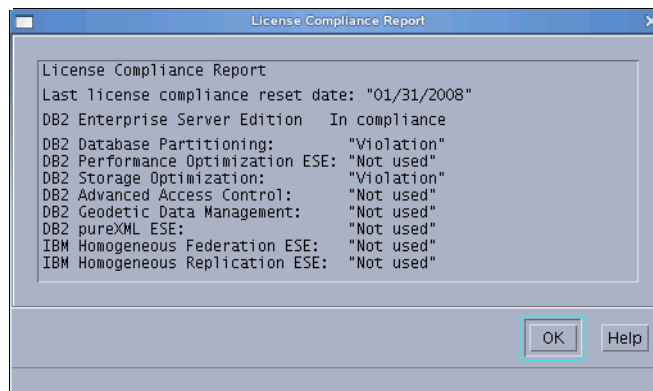 License Compliance Report
License Compliance Report
Last license compliance reset date: "01/31/2008"
DB2 Enterprise Server Edition In compliance
DB2 Database Partitioning: "Violation"
DB2 Performance Optimization ESE: "Not used"
DB2 Storage Optimization: "Violation"
DB2 Advanced Access Control: "Not used"
DB2 Geodetic Data Management: "Not used"
DB2 pureXML ESE: "Not used"
IBM Homogeneous Federation ESE: "Not used"
IBM Homogeneous Replication ESE: "Not used"
OK Help